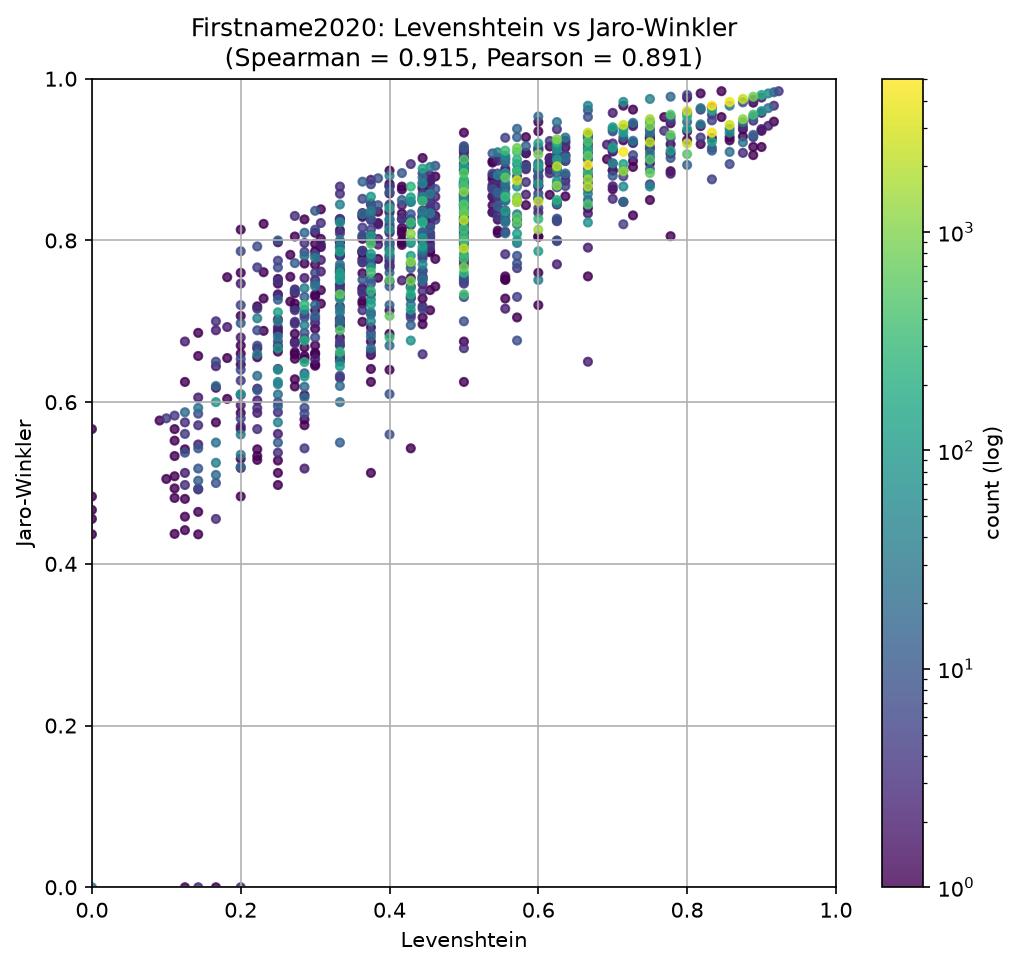 Firstname2020: Levenshtein vs Jaro-Winkler
(Spearman = 0.915, Pearson = 0.891)
1.0
0.8
0.6
0.4
0.2
0.0
Jaro-Winkler
0.0 0.2 0.4 0.6 0.8 1.0
Levenshtein
10³
10²
10¹
10⁰
count (log)